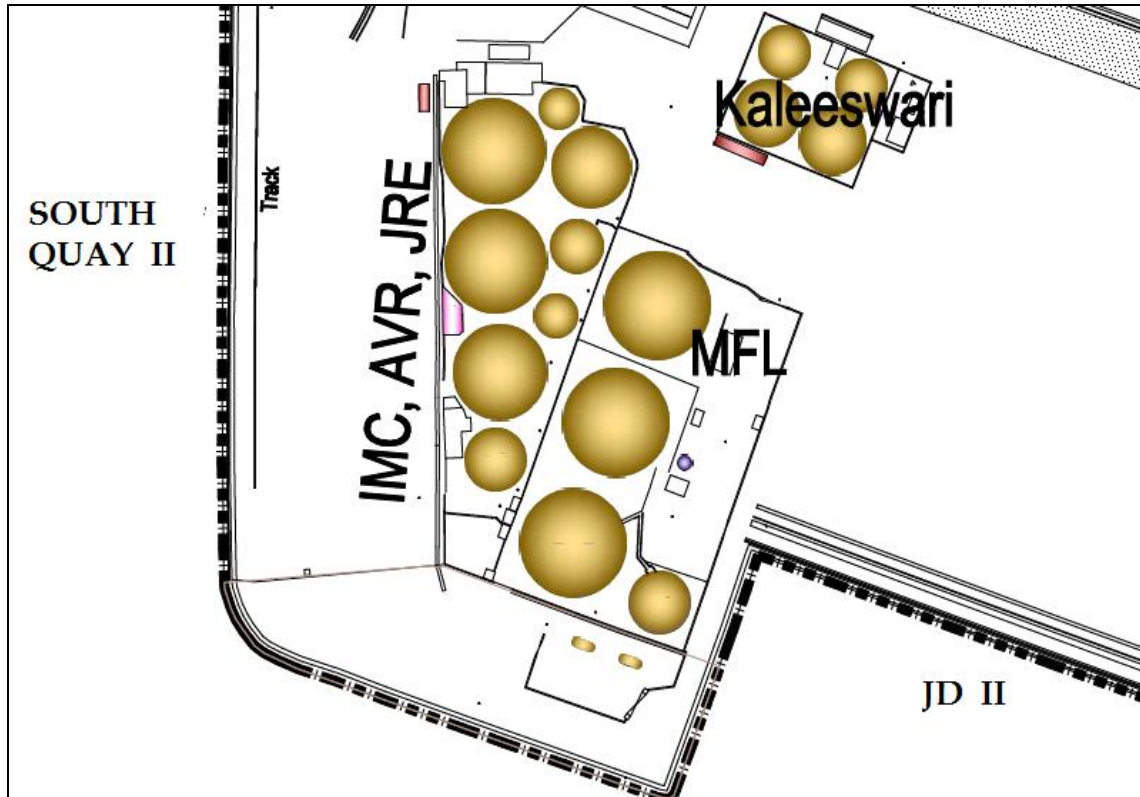 Kaleeswari
SOUTH
QUAY II
Track
IMC, AVR, JRE
MFL
JD II